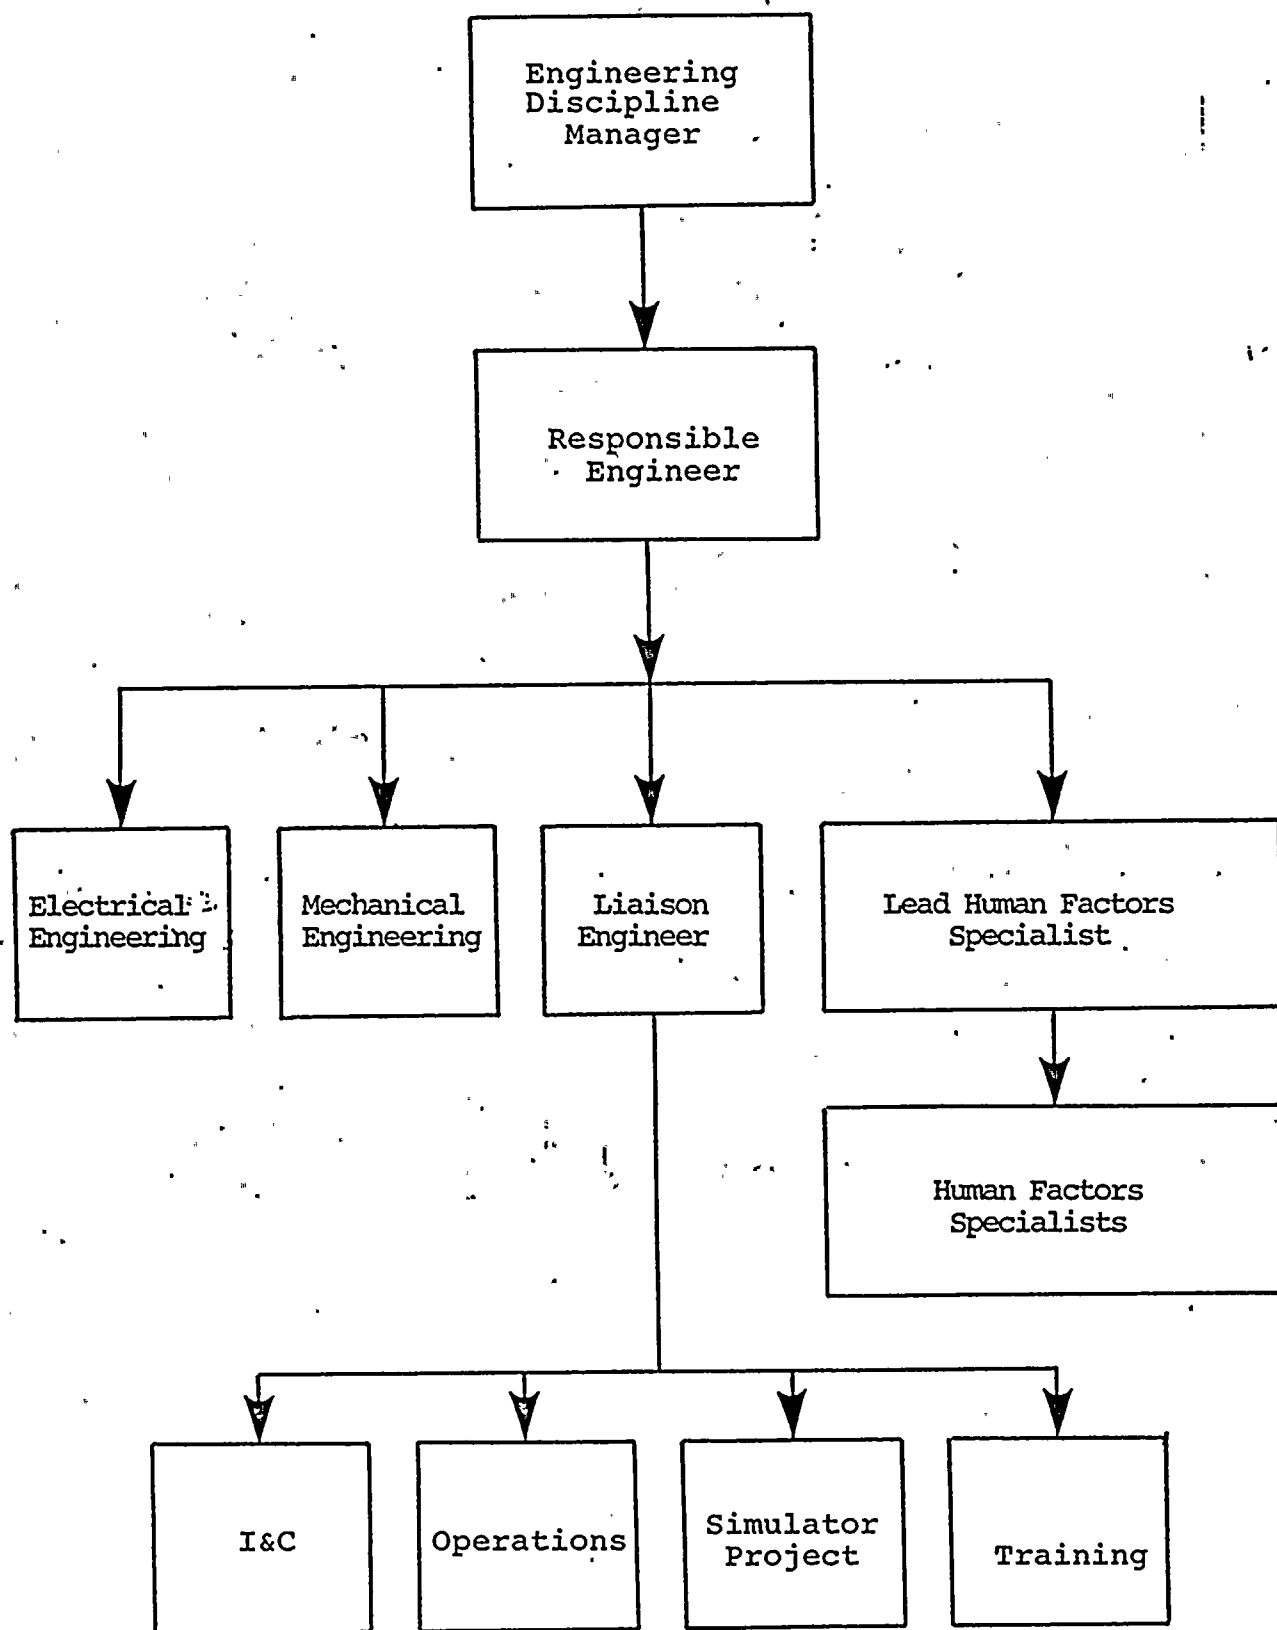 Engineering
Discipline
Manager
Responsible
Engineer
Electrical
Engineering
Mechanical
Engineering
Liaison
Engineer
Lead Human Factors
Specialist
Human Factors
Specialists
I&C
Operations
Simulator
Project
Training